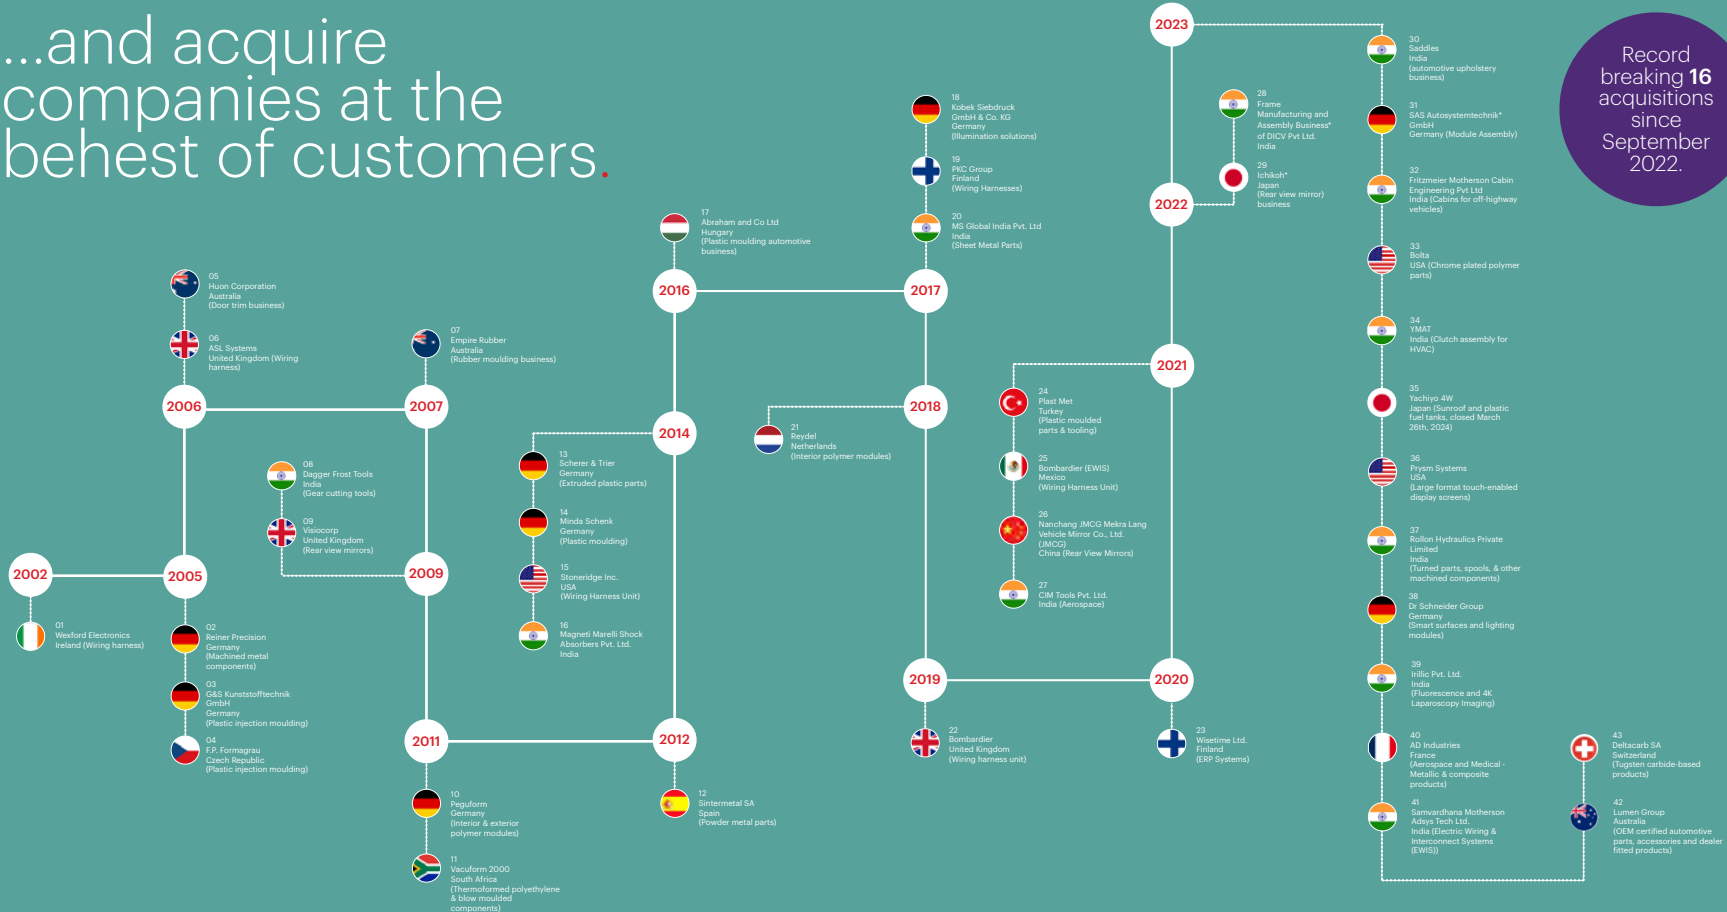 ...and acquire
companies at the
behest of customers.
Record
breaking 16
acquisitions
since
September
2022.
2002
01
Wexford Electronics
Ireland (Wiring harness)
2005
02
Reiner Precision
Germany
(Machined metal
components)
03
G&S Kunststofftechnik
GmbH
Germany
(Plastic injection moulding)
04
F.P. Formagrau
Czech Republic
(Plastic injection moulding)
2006
05
Huon Corporation
Australia
(Door trim business)
06
ASL Systems
United Kingdom (Wiring
harness)
2007
07
Empire Rubber
Australia
(Rubber moulding business)
2009
08
Dagger Frost Tools
India
(Gear cutting tools)
09
Visiocorp
United Kingdom
(Rear view mirrors)
2011
10
Peguform
Germany
(Interior & exterior
polymer modules)
11
Vacuform 2000
South Africa
(Thermoformed polyethylene
& blow moulded
components)
2012
12
Sintermetal SA
Spain
(Powder metal parts)
2014
13
Scherer & Trier
Germany
(Extruded plastic parts)
14
Minda Schenk
Germany
(Plastic moulding)
15
Stoneridge Inc.
USA
(Wiring Harness Unit)
16
Magneti Marelli Shock
Absorbers Pvt. Ltd.
India
2016
17
Abraham and Co Ltd
Hungary
(Plastic moulding automotive
business)
2017
18
Kobek Siebdruck
GmbH & Co. KG
Germany
(Illumination solutions)
19
PKC Group
Finland
(Wiring Harnesses)
20
MS Global India Pvt. Ltd
India
(Sheet Metal Parts)
2018
21
Reydel
Netherlands
(Interior polymer modules)
2019
22
Bombardier
United Kingdom
(Wiring harness unit)
2020
23
Wisetime Ltd.
Finland
(ERP Systems)
2021
24
Plast Met
Turkey
(Plastic moulded
parts & tooling)
25
Bombardier (EWIS)
Mexico
(Wiring Harness Unit)
26
Nanchang JMCG Mekra Lang
Vehicle Mirror Co., Ltd.
(JMCG)
China (Rear View Mirrors)
27
CIM Tools Pvt. Ltd.
India (Aerospace)
2022
28
Frame
Manufacturing and
Assembly Business*
of DICV Pvt Ltd.
India
29
Ichikoh*
Japan
(Rear view mirror)
business
2023
30
Saddles
India
(automotive upholstery
business)
31
SAS Autosystemtechnik*
GmbH
Germany (Module Assembly)
32
Fritzmeier Motherson Cabin
Engineering Pvt Ltd
India (Cabins for off-highway
vehicles)
33
Bolta
USA (Chrome plated polymer
parts)
34
YMAT
India (Clutch assembly for
HVAC)
35
Yachiyo 4W
Japan (Sunroof and plastic
fuel tanks, closed March
26th, 2024)
36
Prysm Systems
USA
(Large format touch-enabled
display screens)
37
Rollon Hydraulics Private
Limited
India
(Turned parts, spools, & other
machined components)
38
Dr Schneider Group
Germany
(Smart surfaces and lighting
modules)
39
Irillic Pvt. Ltd.
India
(Fluorescence and 4K
Laparoscopy Imaging)
40
AD Industries
France
(Aerospace and Medical -
Metallic & composite
products)
41
Samvardhana Motherson
Adsys Tech Ltd.
India (Electric Wiring &
Interconnect Systems
(EWIS))
43
Deltacarb SA
Switzerland
(Tugsten carbide-based
products)
42
Lumen Group
Australia
(OEM certified automotive
parts, accessories and dealer
fitted products)